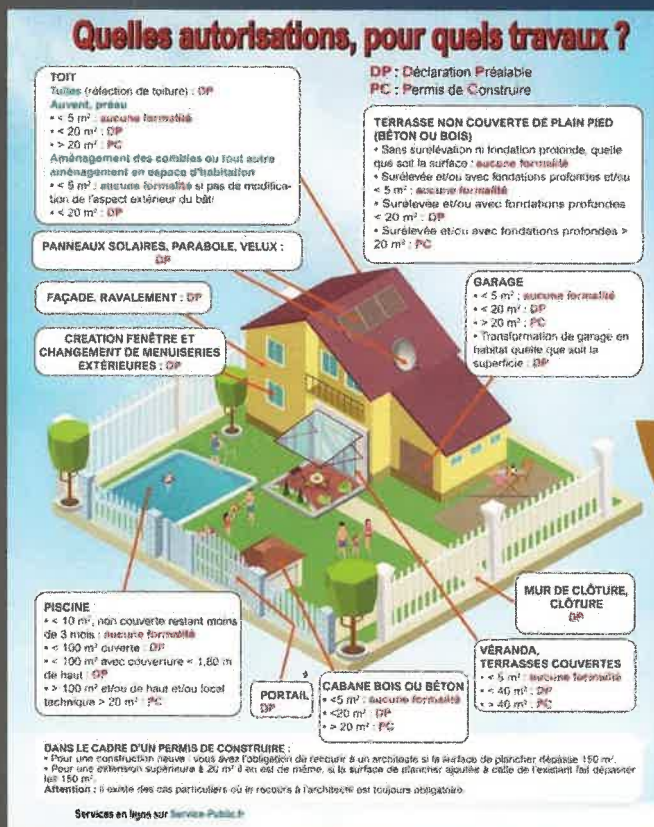 Quelles autorisations, pour quels travaux ?
DP : Déclaration Préalable
PC : Permis de Construire
TOIT
Tuiles (réfection de toiture) : DP
Auvent, préau
• < 5 m² : aucune formalité
• < 20 m² : DP
• > 20 m² : PC
Aménagement des combles ou tout autre
aménagement en espace d'habitation
• < 5 m² : aucune formalité si pas de modifica-
tion de l'aspect extérieur du bâti
• < 20 m² : DP
TERRASSE NON COUVERTE DE PLAIN PIED
(BÉTON OU BOIS)
• Sans surélévation ni fondation profonde, quelle
que soit la surface : aucune formalité
• Surélevée et/ou avec fondations profondes et/ou
< 5 m² : aucune formalité
• Surélevée et/ou avec fondations profondes
< 20 m² : DP
• Surélevée et/ou avec fondations profondes >
20 m² : PC
PANNEAUX SOLAIRES, PARABOLE, VELUX :
DP
FAÇADE, RAVALEMENT : DP
CREATION FENÊTRE ET
CHANGEMENT DE MENUISERIES
EXTÉRIEURES : DP
GARAGE
• < 5 m² : aucune formalité
• < 20 m² : DP
• > 20 m² : PC
• Transformation de garage en
habitat quelle que soit la
superficie : DP
PISCINE
• < 10 m², non couverte restant moins
de 3 mois : aucune formalité
• < 100 m² ouverte : DP
• < 100 m² avec couverture < 1,80 m
de haut : DP
• > 100 m² et/ou de haut et/ou local
technique > 20 m² : PC
PORTAIL
DP
CABANE BOIS OU BÉTON
• <5 m² : aucune formalité
• <20 m² : DP
• > 20 m² : PC
VÉRANDA,
TERRASSES COUVERTES
• < 5 m² : aucune formalité
• < 40 m² : DP
• > 40 m² : PC
MUR DE CLÔTURE,
CLÔTURE
DP
DANS LE CADRE D'UN PERMIS DE CONSTRUIRE :
• Pour une construction neuve : vous avez l'obligation de recourir à un architecte si la surface de plancher dépasse 150 m².
• Pour une extension supérieure à 20 m² il en est de même, si la surface de plancher ajoutée à celle de l'existant fait dépasser
les 150 m².
Attention : il existe des cas particuliers où le recours à l'architecte est toujours obligatoire.
Services en lignes sur Service-Public.fr